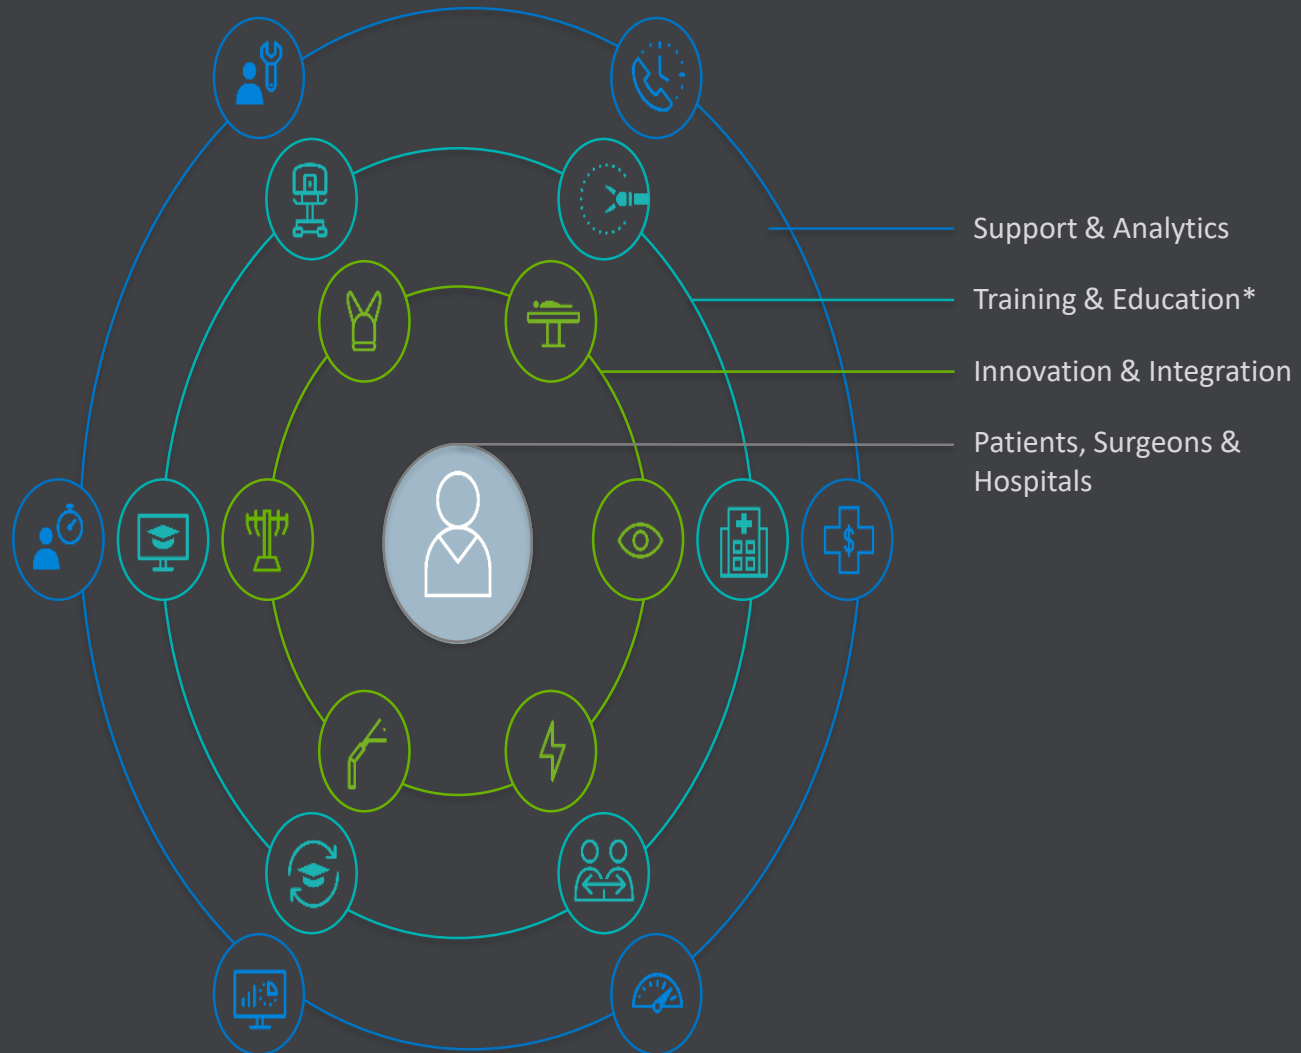 Support & Analytics
Training & Education*
Innovation & Integration
Patients, Surgeons &
Hospitals
$